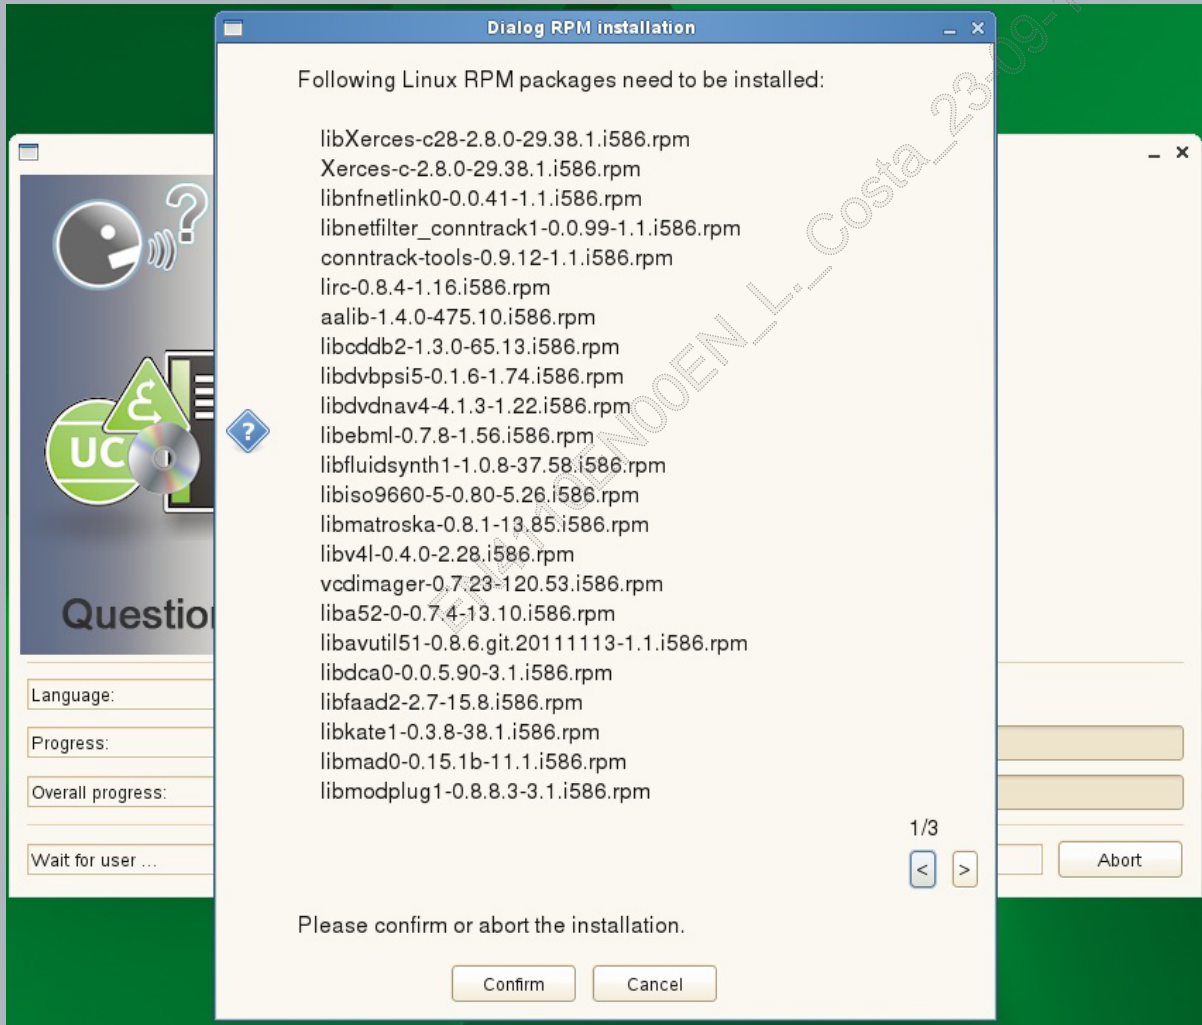 Dialog RPM installation
Following Linux RPM packages need to be installed:
libXerces-c28-2.8.0-29.38.1.i586.rpm
Xerces-c-2.8.0-29.38.1.i586.rpm
libnfnetlink0-0.0.41-1.1.i586.rpm
libnetfilter_conntrack1-0.0.99-1.1.i586.rpm
conntrack-tools-0.9.12-1.1.i586.rpm
lirc-0.8.4-1.16.i586.rpm
aalib-1.4.0-475.10.i586.rpm
libcddb2-1.3.0-65.13.i586.rpm
libdvbpsi5-0.1.6-1.74.i586.rpm
libdvdnav4-4.1.3-1.22.i586.rpm
libebml-0.7.8-1.56.i586.rpm
libfluidsynth1-1.0.8-37.58.i586.rpm
libiso9660-5-0.80-5.26.i586.rpm
libmatroska-0.8.1-13.85.i586.rpm
libv4l-0.4.0-2.28.i586.rpm
vcdimager-0.7.23-120.53.i586.rpm
liba52-0-0.7.4-13.10.i586.rpm
libavutil51-0.8.6.git.20111113-1.1.i586.rpm
libdca0-0.0.5.90-3.1.i586.rpm
libfaad2-2.7-15.8.i586.rpm
libkate1-0.3.8-38.1.i586.rpm
libmad0-0.15.1b-11.1.i586.rpm
libmodplug1-0.8.8.3-3.1.i586.rpm
1/3
< >
Please confirm or abort the installation.
Confirm Cancel
UC
Questio
Language:
Progress:
Overall progress:
Wait for user ...
Abort